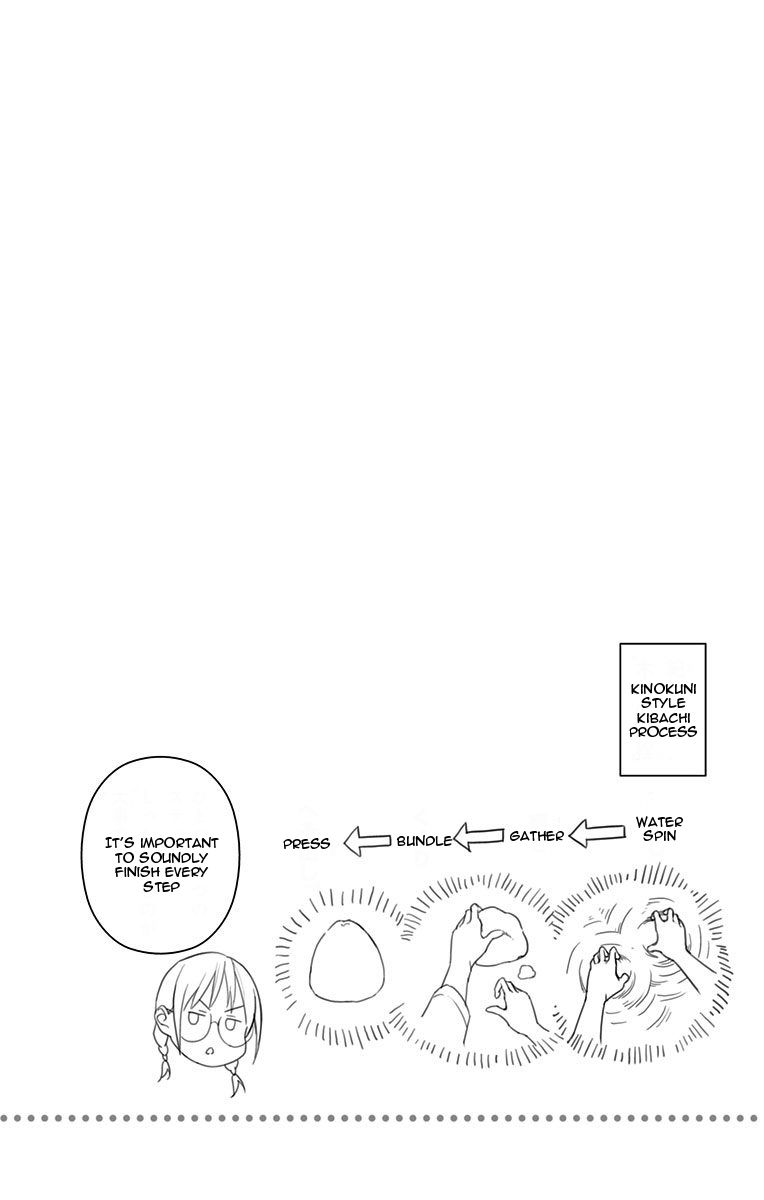 KINOKUNI
STYLE
KIBACHI
PROCESS
WATER
SPIN
GATHER
BUNDLE
PRESS
IT'S IMPORTANT
TO SOUNDLY
FINISH EVERY
STEP